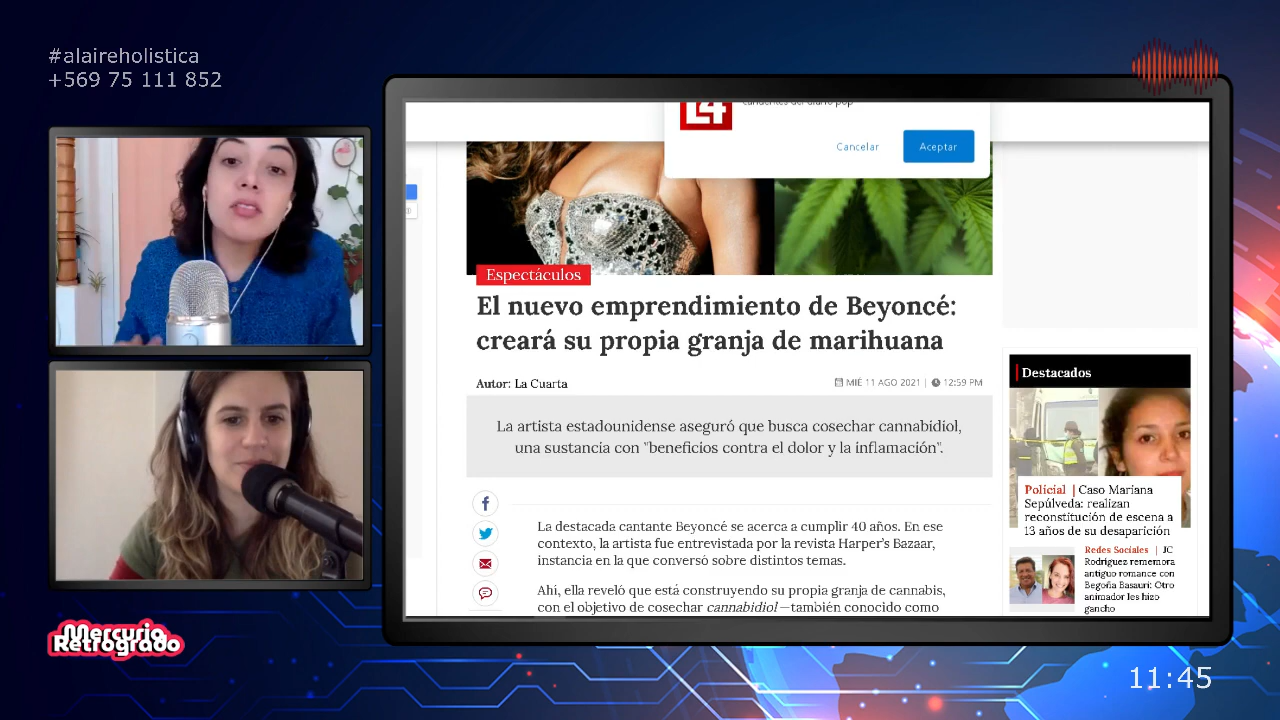 #alaireholistica
+569 75 111 852
L4
candentes del diario pop
Cancelar
Aceptar
Espectáculos
El nuevo emprendimiento de Beyoncé:
creará su propia granja de marihuana
Autor: La Cuarta
MIÉ 11 AGO 2021 | 12:59 PM
La artista estadounidense aseguró que busca cosechar cannabidiol,
una sustancia con "beneficios contra el dolor y la inflamación".
La destacada cantante Beyoncé se acerca a cumplir 40 años. En ese
contexto, la artista fue entrevistada por la revista Harper's Bazaar,
instancia en la que conversó sobre distintos temas.
Ahí, ella reveló que está construyendo su propia granja de cannabis,
con el objetivo de cosechar cannabidiol —también conocido como
Destacados
Policial | Caso Mariana
Sepúlveda: realizan
reconstitución de escena a
13 años de su desaparición
Redes Sociales | JC
Rodríguez rememora
antiguo romance con
Begoña Basauri: Otro
animador les hizo
gancho
Mercurio
Retrogrado
11:45